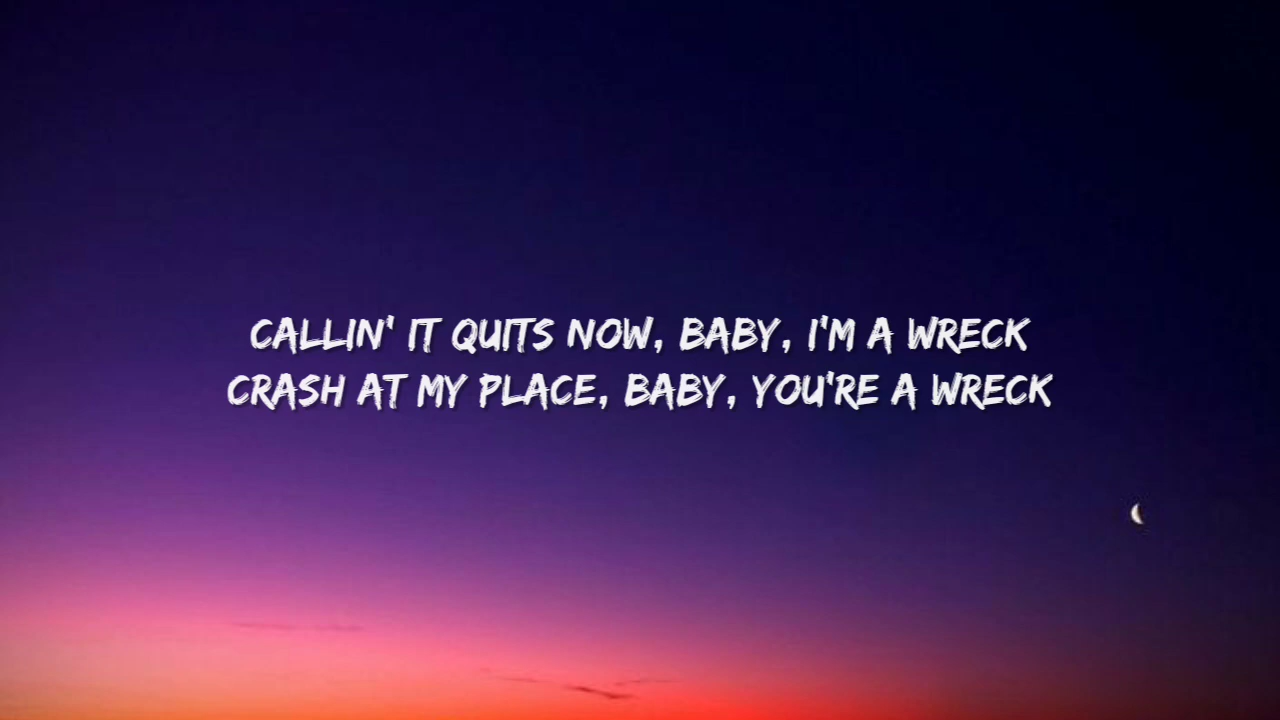 CALLIN' IT QUITS NOW, BABY, I'M A WRECK
CRASH AT MY PLACE, BABY, YOU'RE A WRECK